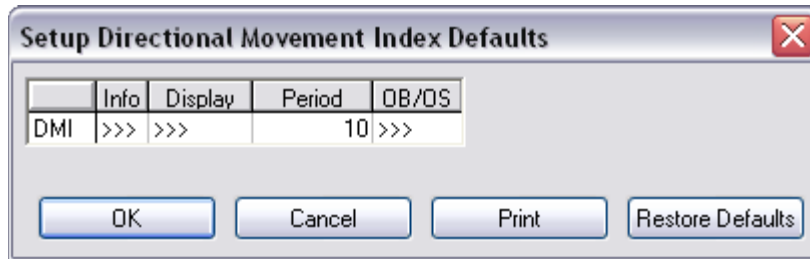 Setup Directional Movement Index Defaults
Info Display Period OB/OS
DMI >>> >>> 10 >>>
OK Cancel Print Restore Defaults